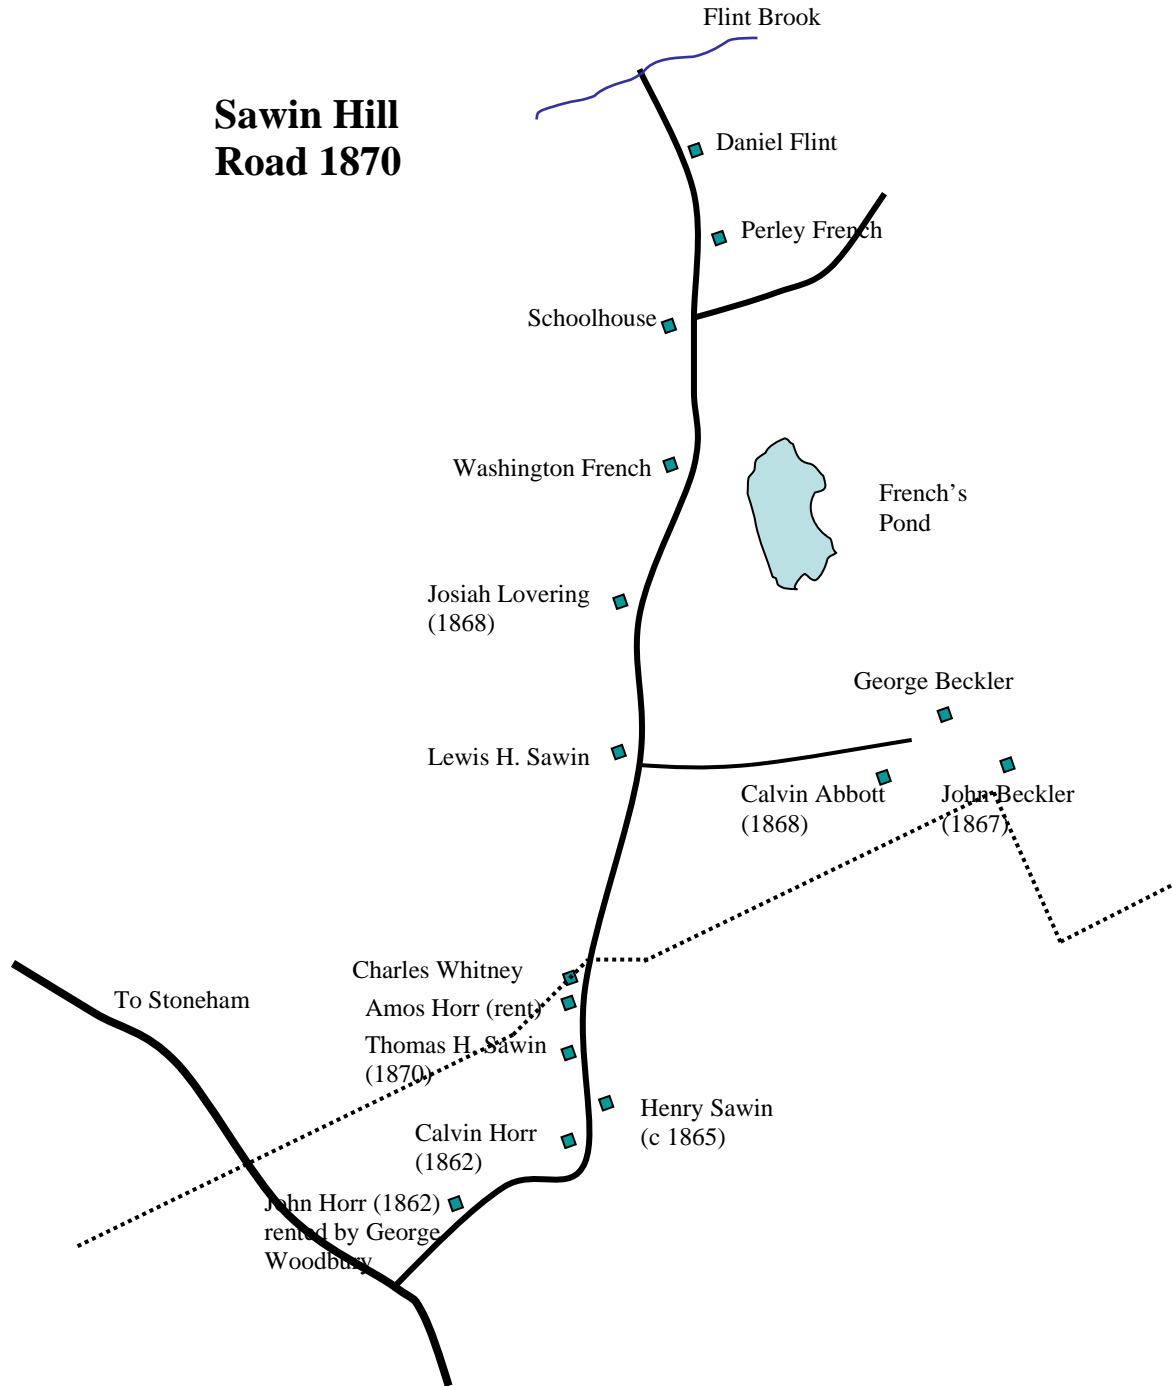 Flint Brook
Sawin Hill
Road 1870
Daniel Flint
Perley French
Schoolhouse
Washington French
French’s
Pond
Josiah Lovering
(1868)
George Beckler
Lewis H. Sawin
Calvin Abbott
(1868)
John Beckler
(1867)
Charles Whitney
To Stoneham
Amos Horr (rent)
Thomas H. Sawin
(1870)
Henry Sawin
(c 1865)
Calvin Horr
(1862)
John Horr (1862)
rented by George
Woodbury